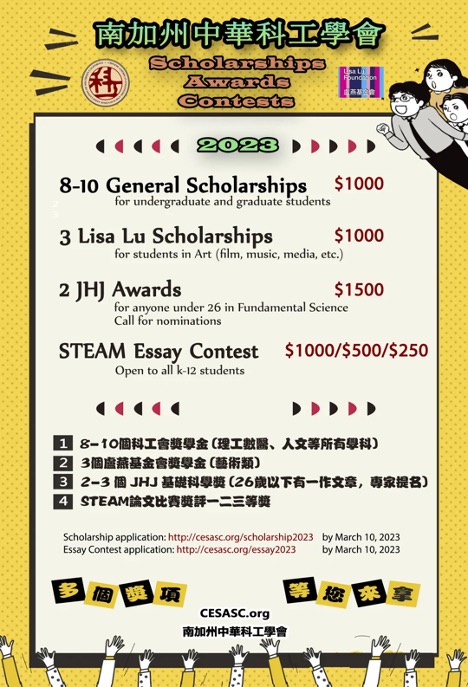 南加州中華科工學會
Scholarships
Awards
Contests
科工
Lisa Lu
Foundation
盧燕基金會
2023
8-10 General Scholarships $1000
for undergraduate and graduate students
3 Lisa Lu Scholarships $1000
for students in Art (film, music, media, etc.)
2 JHJ Awards $1500
for anyone under 26 in Fundamental Science
Call for nominations
STEAM Essay Contest $1000/$500/$250
Open to all k-12 students
1 8-10個科工會獎學金(理工數醫、人文等所有學科)
2 3個盧燕基金會獎學金(藝術類)
3 2-3 個 JHJ 基礎科學獎(26歲以下有一作文章,專家提名)
4 STEAM論文比賽獎評一二三等獎
Scholarship application: http://cesasc.org/scholarship2023 by March 10, 2023
Essay Contest application: http://cesasc.org/essay2023 by March 10, 2023
多個獎項 等您來拿
CESASC.org
南加州中華科工學會